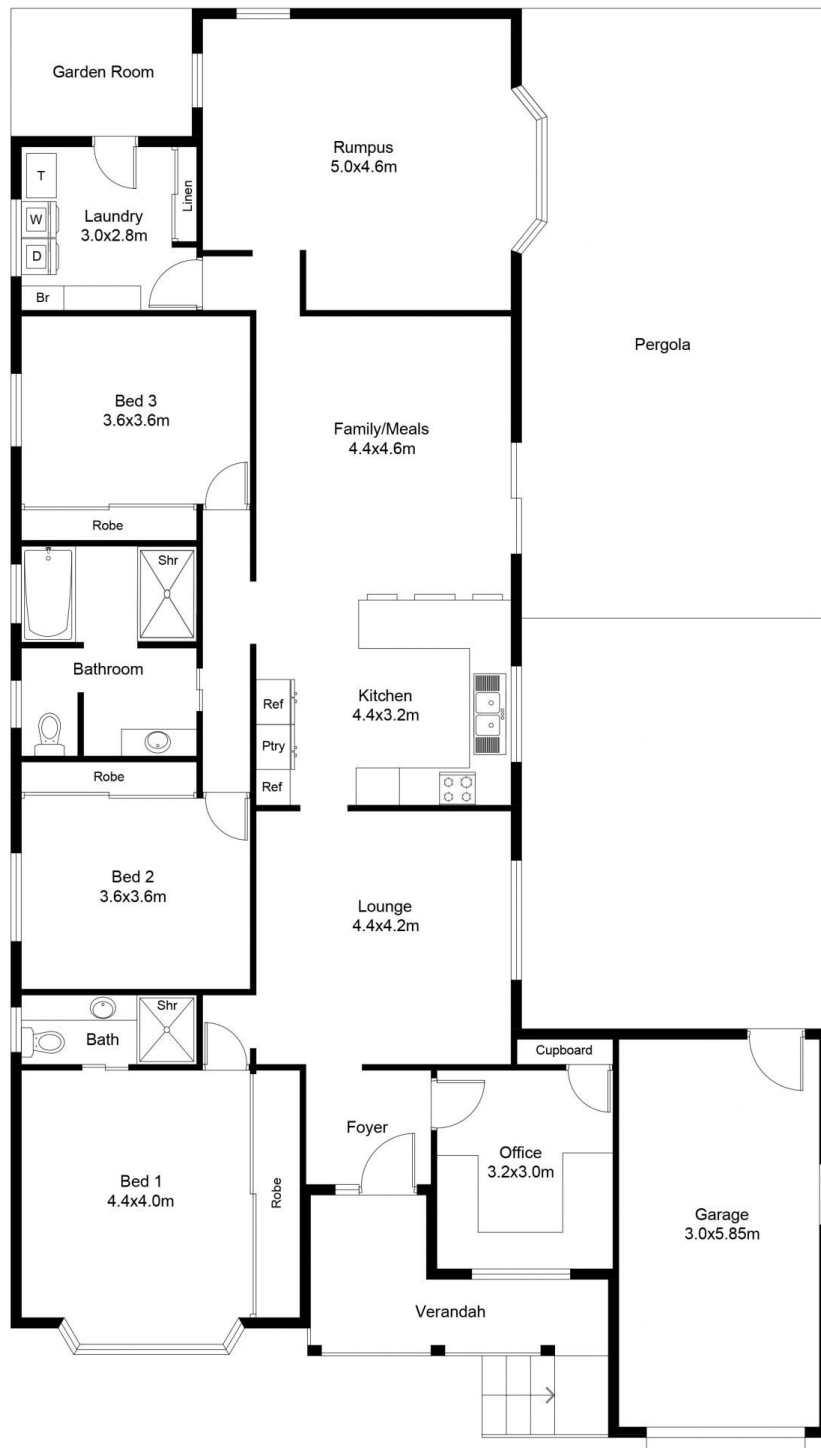 Garden Room
Rumpus
5.0x4.6m
T
W
D
Br
Linen
Laundry
3.0x2.8m
Pergola
Bed 3
3.6x3.6m
Robe
Family/Meals
4.4x4.6m
Shr
Bathroom
Kitchen
4.4x3.2m
Ref
Ptry
Ref
Robe
Bed 2
3.6x3.6m
Lounge
4.4x4.2m
Shr
Bath
Cupboard
Foyer
Office
3.2x3.0m
Bed 1
4.4x4.0m
Robe
Garage
3.0x5.85m
Verandah